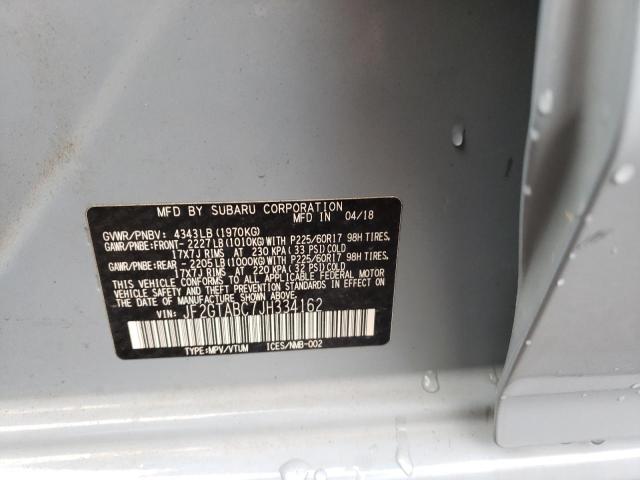 MFD BY SUBARU CORPORATION
MFD IN 04/18
GVWR/PNBV: 4343LB(1970KG)
GAWR/PNBE:FRONT-2227LB(1010KG)WITH P225/60R17 98H TIRES.
17X7J RIMS AT 230 KPA(33 PSI)COLD
GAWR/PNBE:REAR -2205LB(1000KG)WITH P225/60R17 98H TIRES.
17X7J RIMS AT 220 KPA(32 PSI)COLD
THIS VEHICLE CONFORMS TO ALL APPLICABLE FEDERAL MOTOR
VEHICLE SAFETY, BUMPER, AND THEFT PREVENTION STANDARDS
IN EFFECT ON THE DATE OF MANUFACTURE SHOWN ABOVE.
VIN: JF2GTABC7JH334162
TYPE:MPV/VTUM ICES/NMB-002